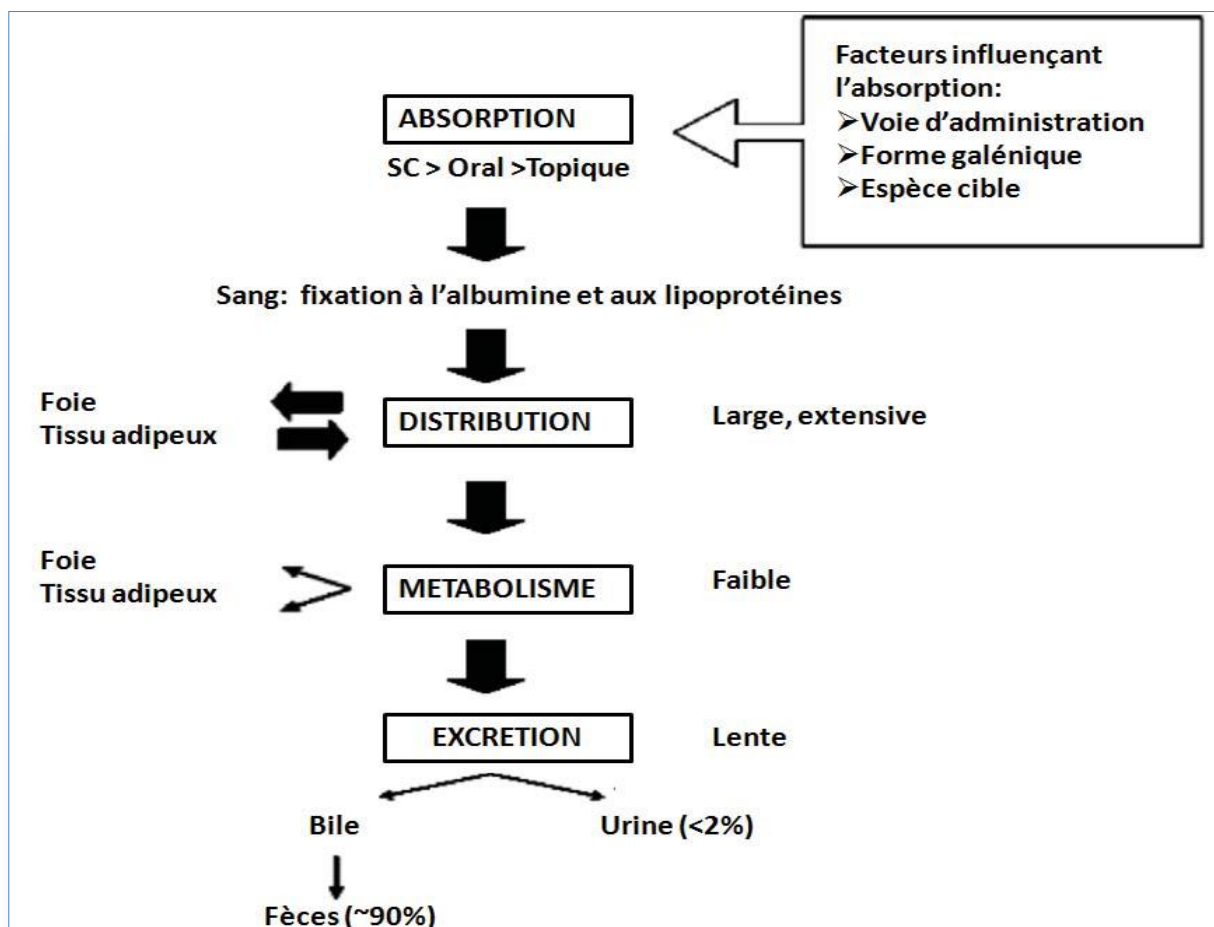 Facteurs influençant
l'absorption:
➢Voie d'administration
➢Forme galénique
➢Espèce cible
ABSORPTION
SC > Oral >Topique
Sang: fixation à l'albumine et aux lipoprotéines
Foie
Tissu adipeux
DISTRIBUTION
Large, extensive
Foie
Tissu adipeux
METABOLISME
Faible
EXCRETION
Lente
Bile
Urine (<2%)
Fèces (~90%)